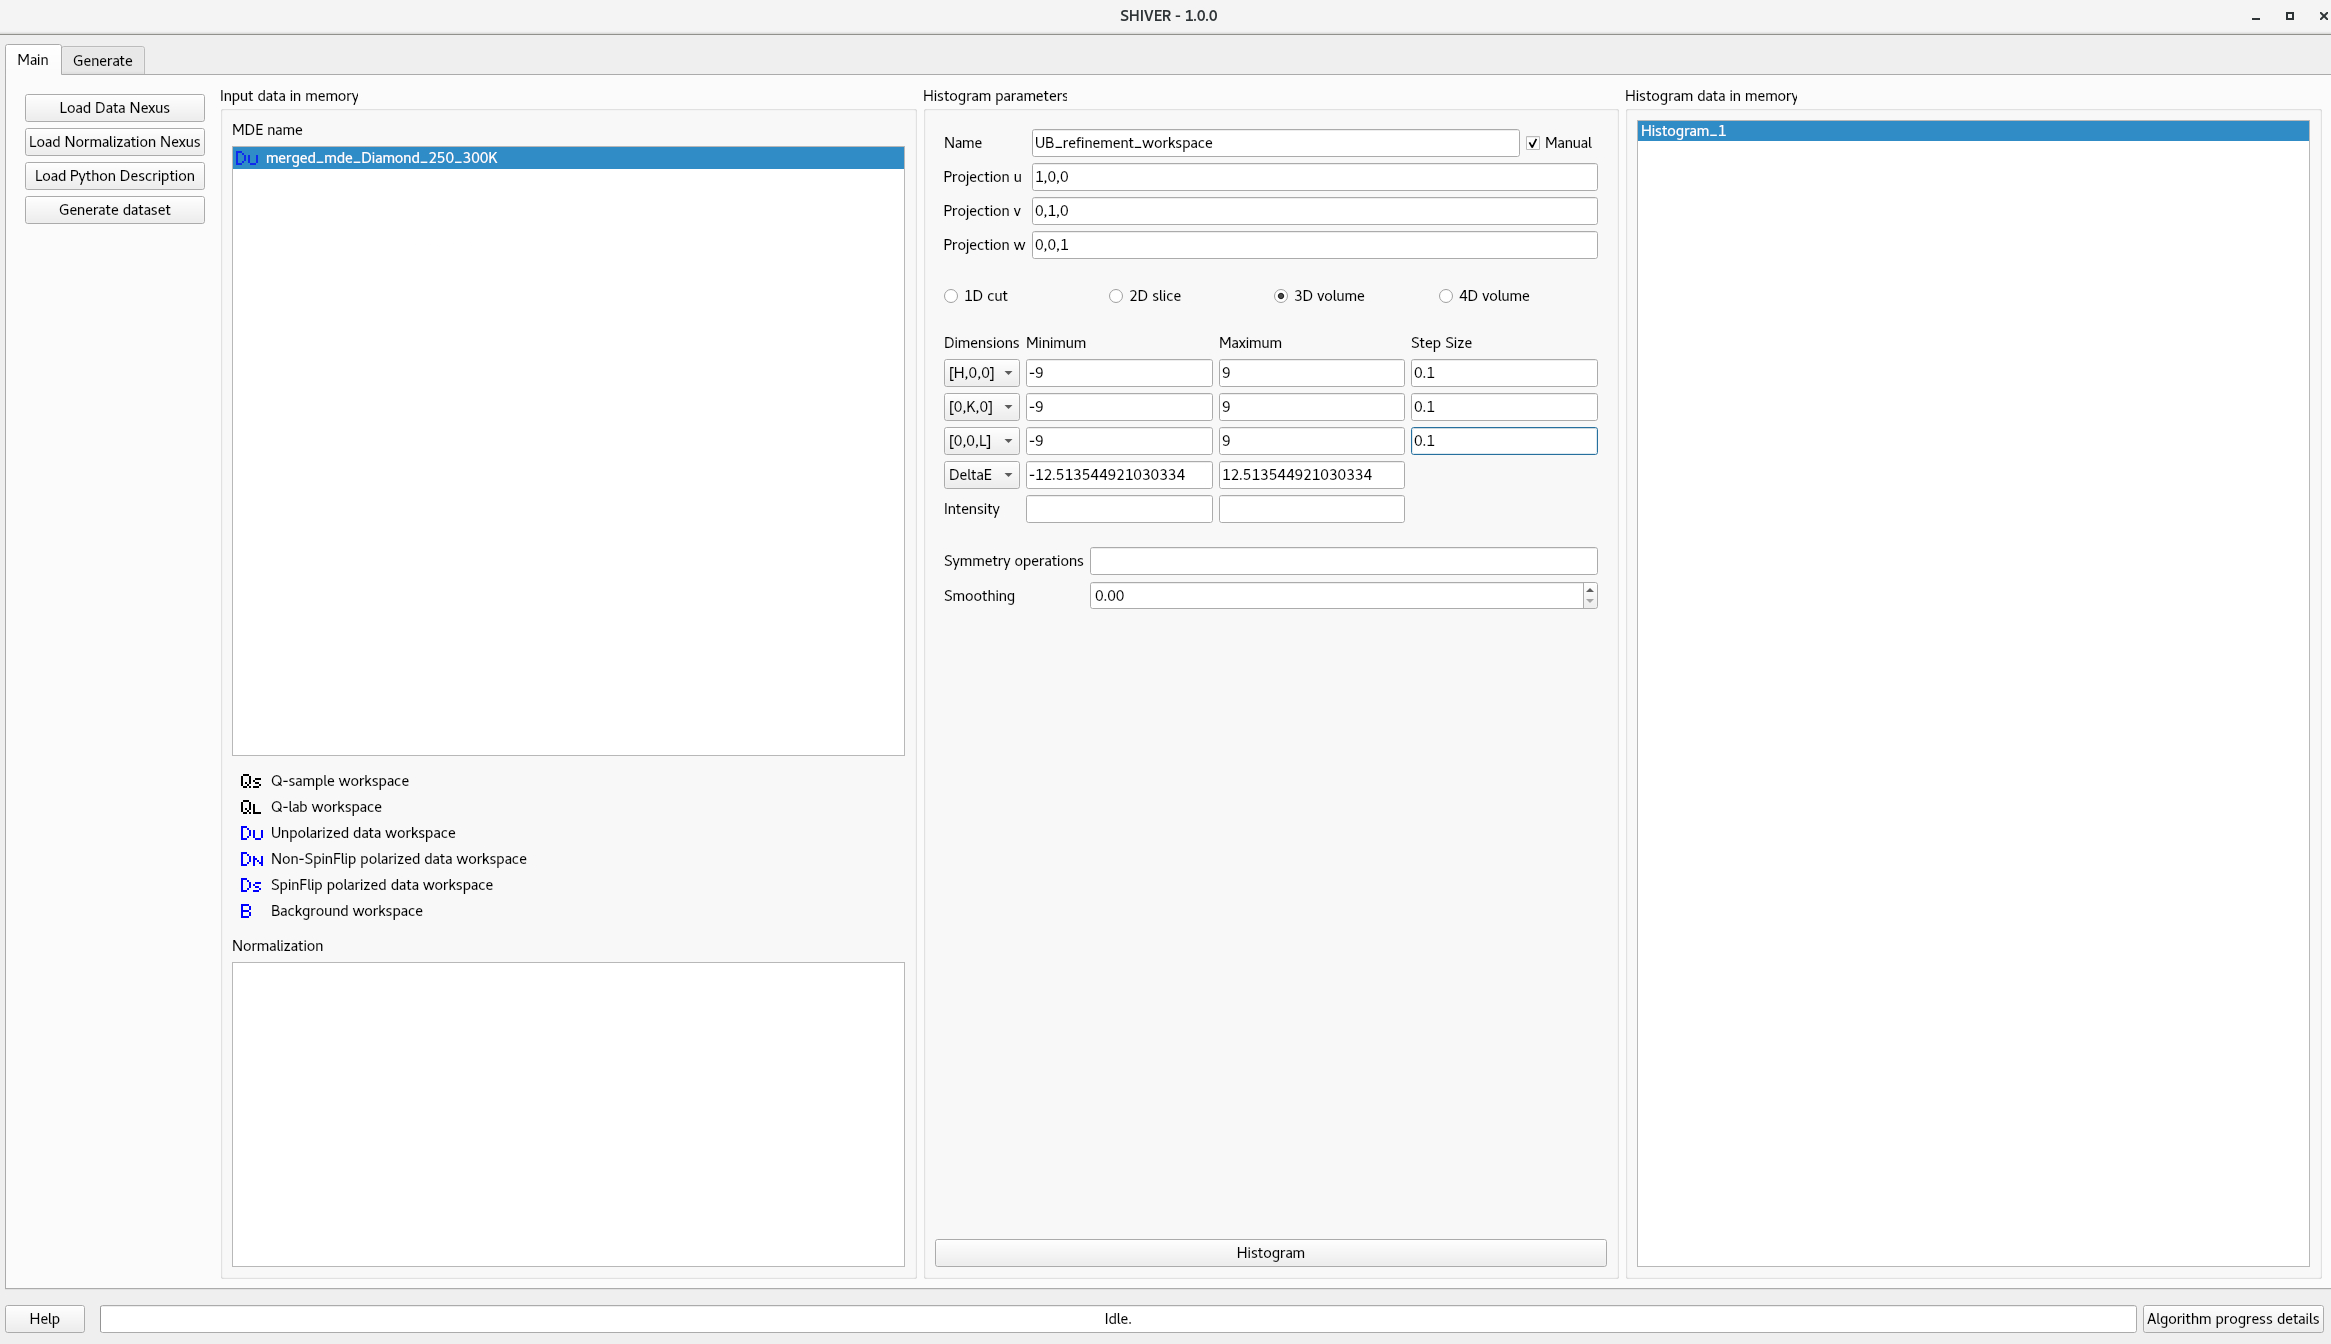 SHIVER - 1.0.0
Main
Generate
Load Data Nexus
Load Normalization Nexus
Load Python Description
Generate dataset
Input data in memory
MDE name
Du merged_mde_Diamond_250_300K
Qs Q-sample workspace
QL Q-lab workspace
Du Unpolarized data workspace
DN Non-SpinFlip polarized data workspace
Ds SpinFlip polarized data workspace
B Background workspace
Normalization
Histogram parameters
Name UB_refinement_workspace Manual
Projection u 1,0,0
Projection v 0,1,0
Projection w 0,0,1
1D cut 2D slice 3D volume 4D volume
Dimensions Minimum Maximum Step Size
[H,0,0] -9 9 0.1
[0,K,0] -9 9 0.1
[0,0,L] -9 9 0.1
DeltaE -12.513544921030334 12.513544921030334
Intensity
Symmetry operations
Smoothing 0.00
Histogram
Histogram data in memory
Histogram_1
Help
Idle.
Algorithm progress details